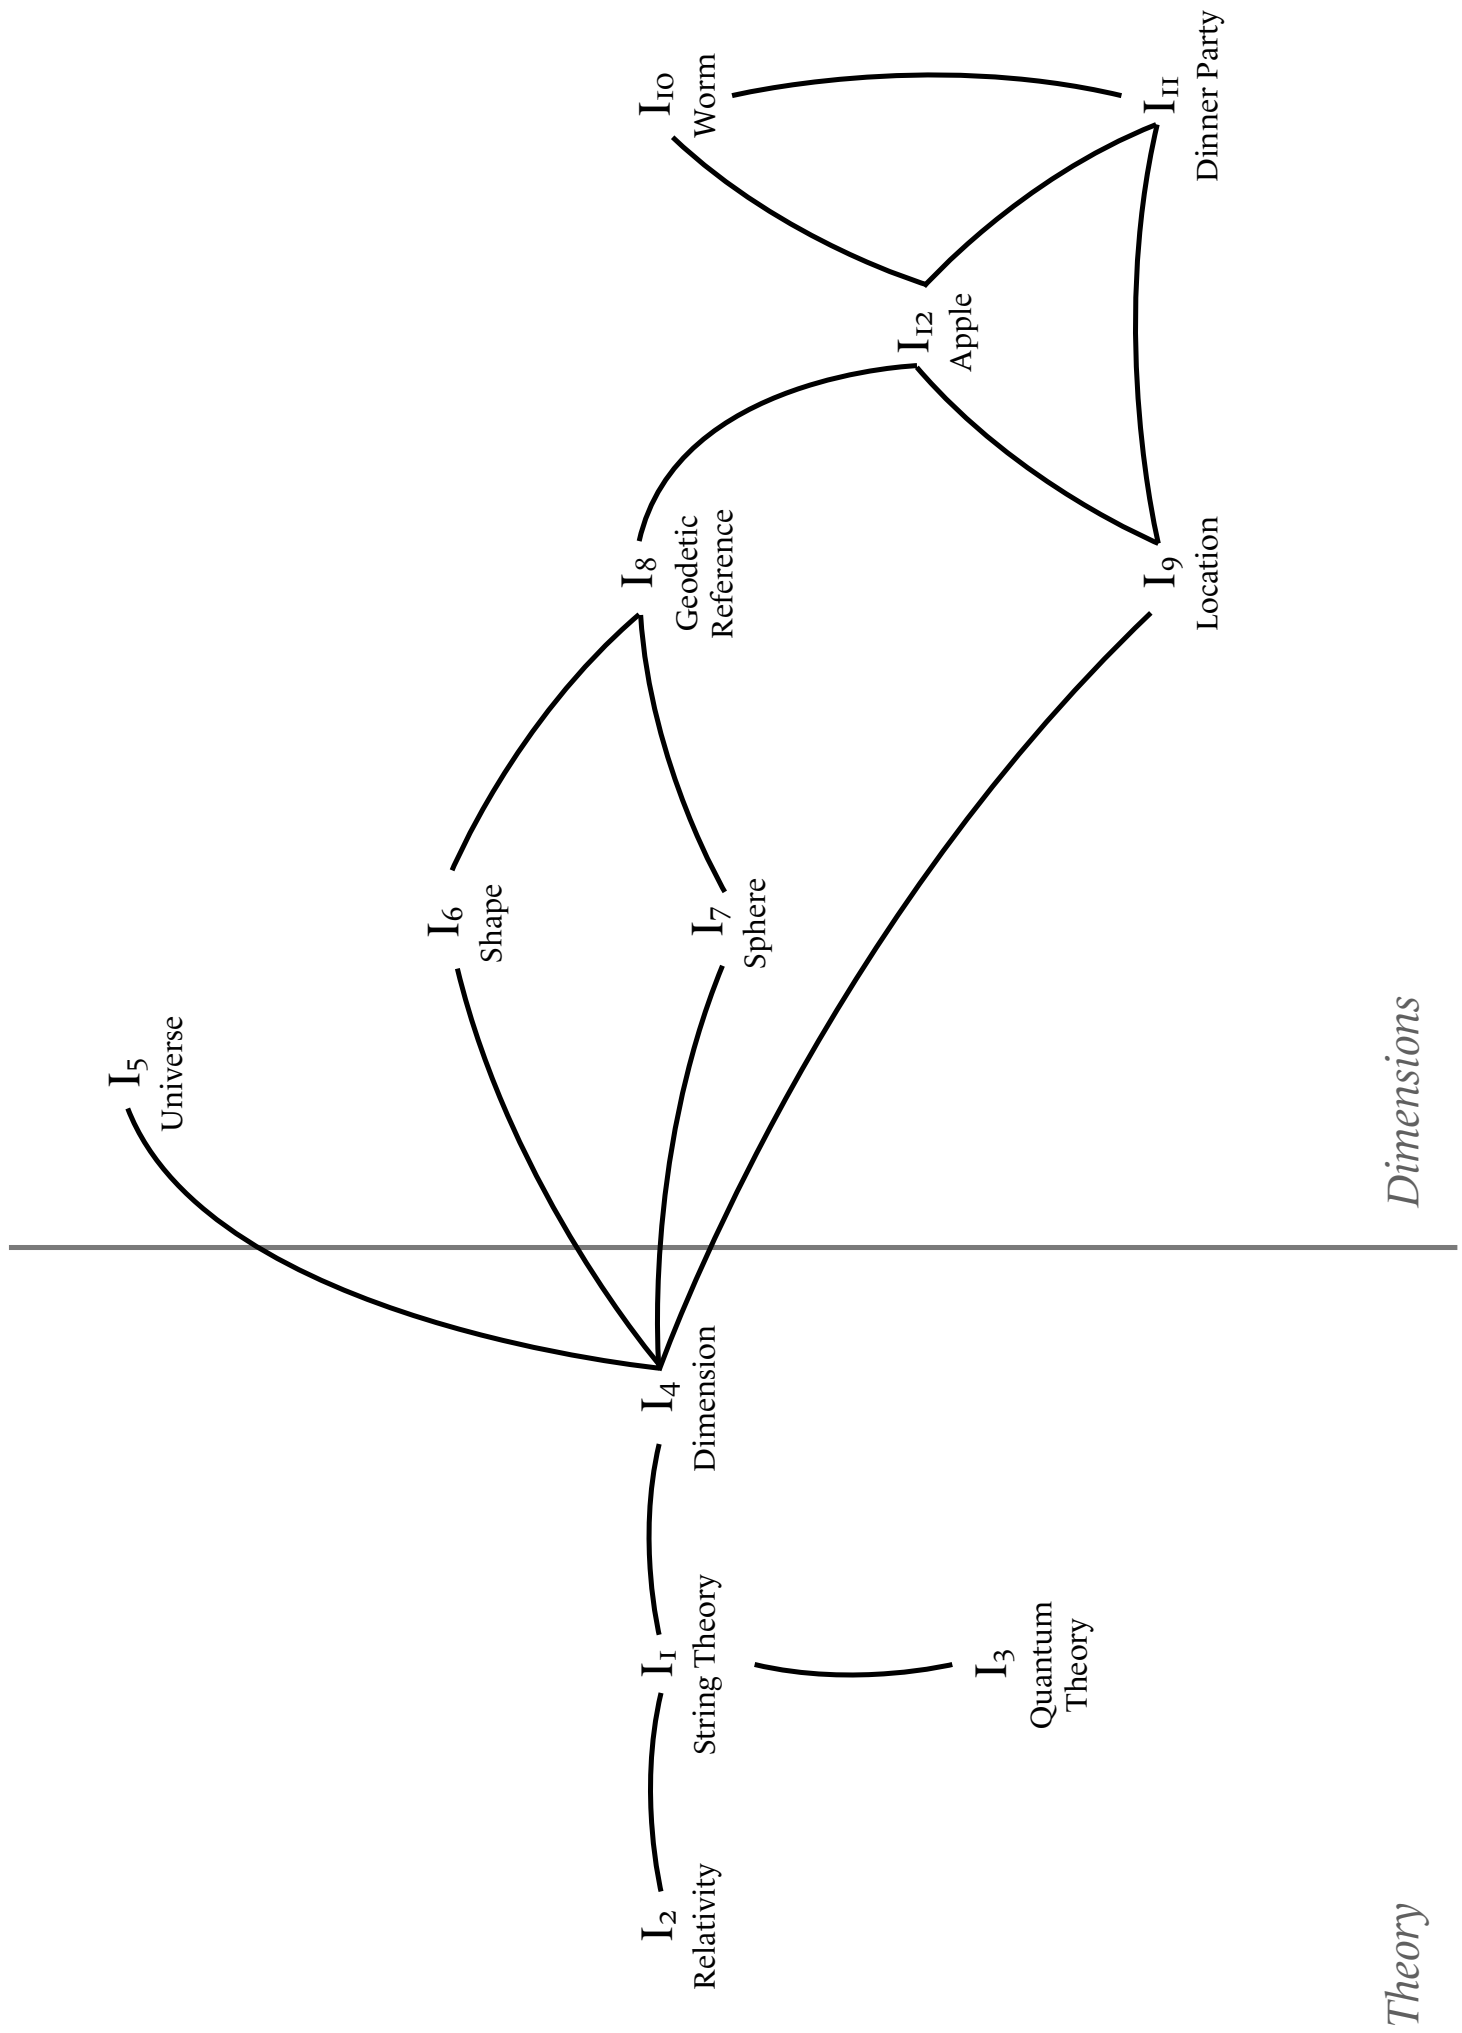 I5
Universe
I6
Shape
I10
Worm
I2
Relativity
I1
String Theory
I4
Dimension
I7
Sphere
I8
Geodetic
Reference
I12
Apple
I3
Quantum
Theory
I9
Location
I11
Dinner Party
Theory
Dimensions